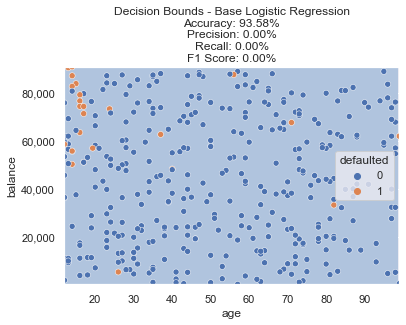 Decision Bounds - Base Logistic Regression
Accuracy: 93.58%
Precision: 0.00%
Recall: 0.00%
F1 Score: 0.00%
80,000
60,000
40,000
20,000
balance
defaulted
0
1
20 30 40 50 60 70 80 90
age